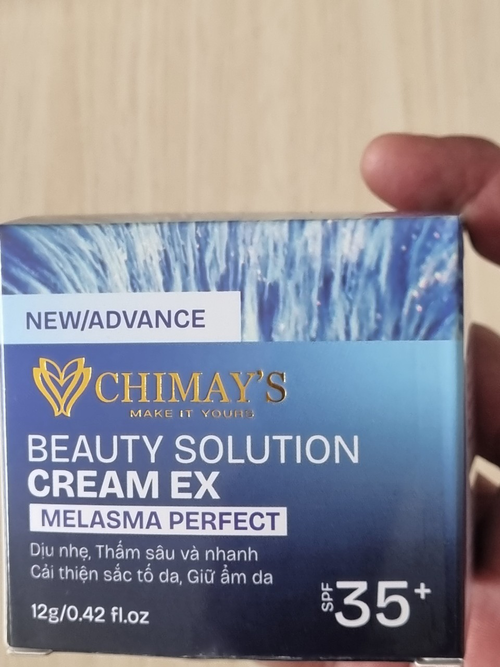 NEW/ADVANCE
CHIMAY'S
MAKE IT YOURS
BEAUTY SOLUTION
CREAM EX
MELASMA PERFECT
Dịu nhẹ, Thấm sâu và nhanh
Cải thiện sắc tố da, Giữ ẩm da
12g/0.42 fl.oz
SPF 35+